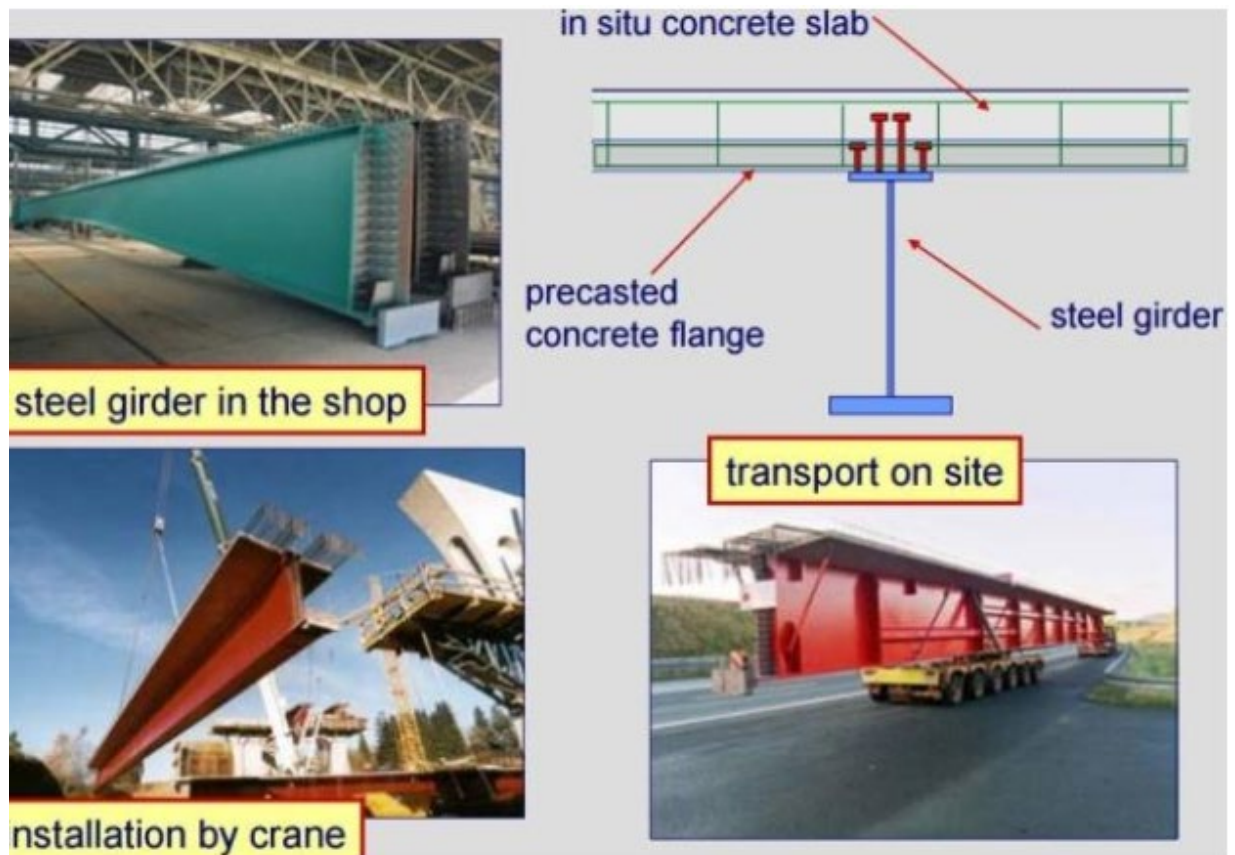 in situ concrete slab
precasted
concrete flange
steel girder
steel girder in the shop
transport on site
nstallation by crane